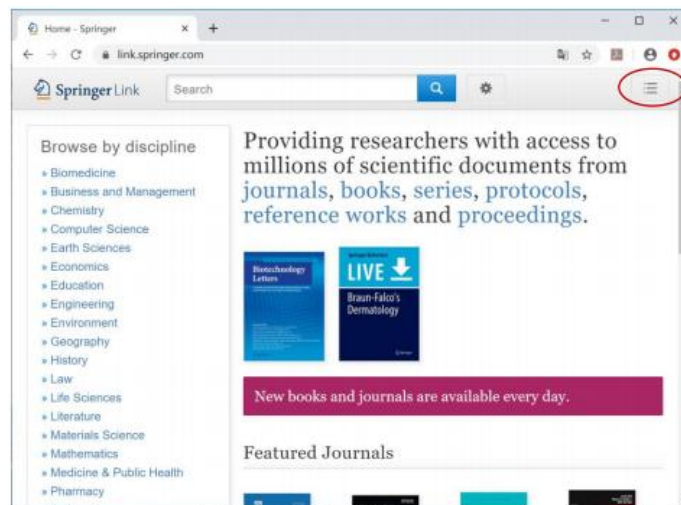 Home - Springer
link.springer.com
Springer Link
Search
Browse by discipline
» Biomedicine
» Business and Management
» Chemistry
» Computer Science
» Earth Sciences
» Economics
» Education
» Engineering
» Environment
» Geography
» History
» Law
» Life Sciences
» Literature
» Materials Science
» Mathematics
» Medicine & Public Health
» Pharmacy
Providing researchers with access to
millions of scientific documents from
journals, books, series, protocols,
reference works and proceedings.
Biotechnology
Letters
LIVE
Braun-Falco's
Dermatology
Springer
New books and journals are available every day.
Featured Journals